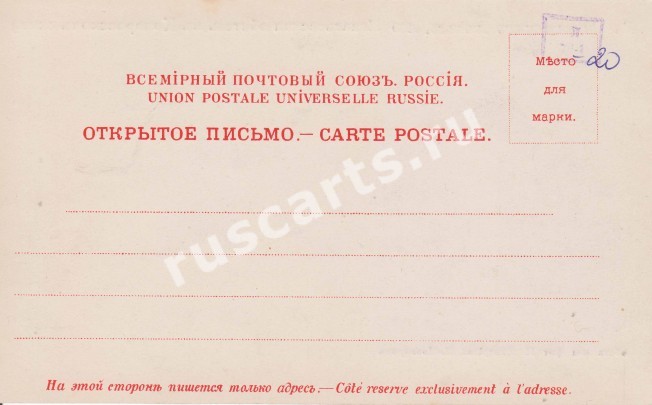 ВСЕМІРНЫЙ ПОЧТОВЫЙ СОЮЗЪ. РОССІЯ.
UNION POSTALE UNIVERSELLE RUSSIE.
ОТКРЫТОЕ ПИСЬМО.— CARTE POSTALE.
Мѣсто
для
марки.
-20
ruscarts.ru
На этой сторонѣ пишется только адресъ.—Côté reserve exclusivement à l'adresse.